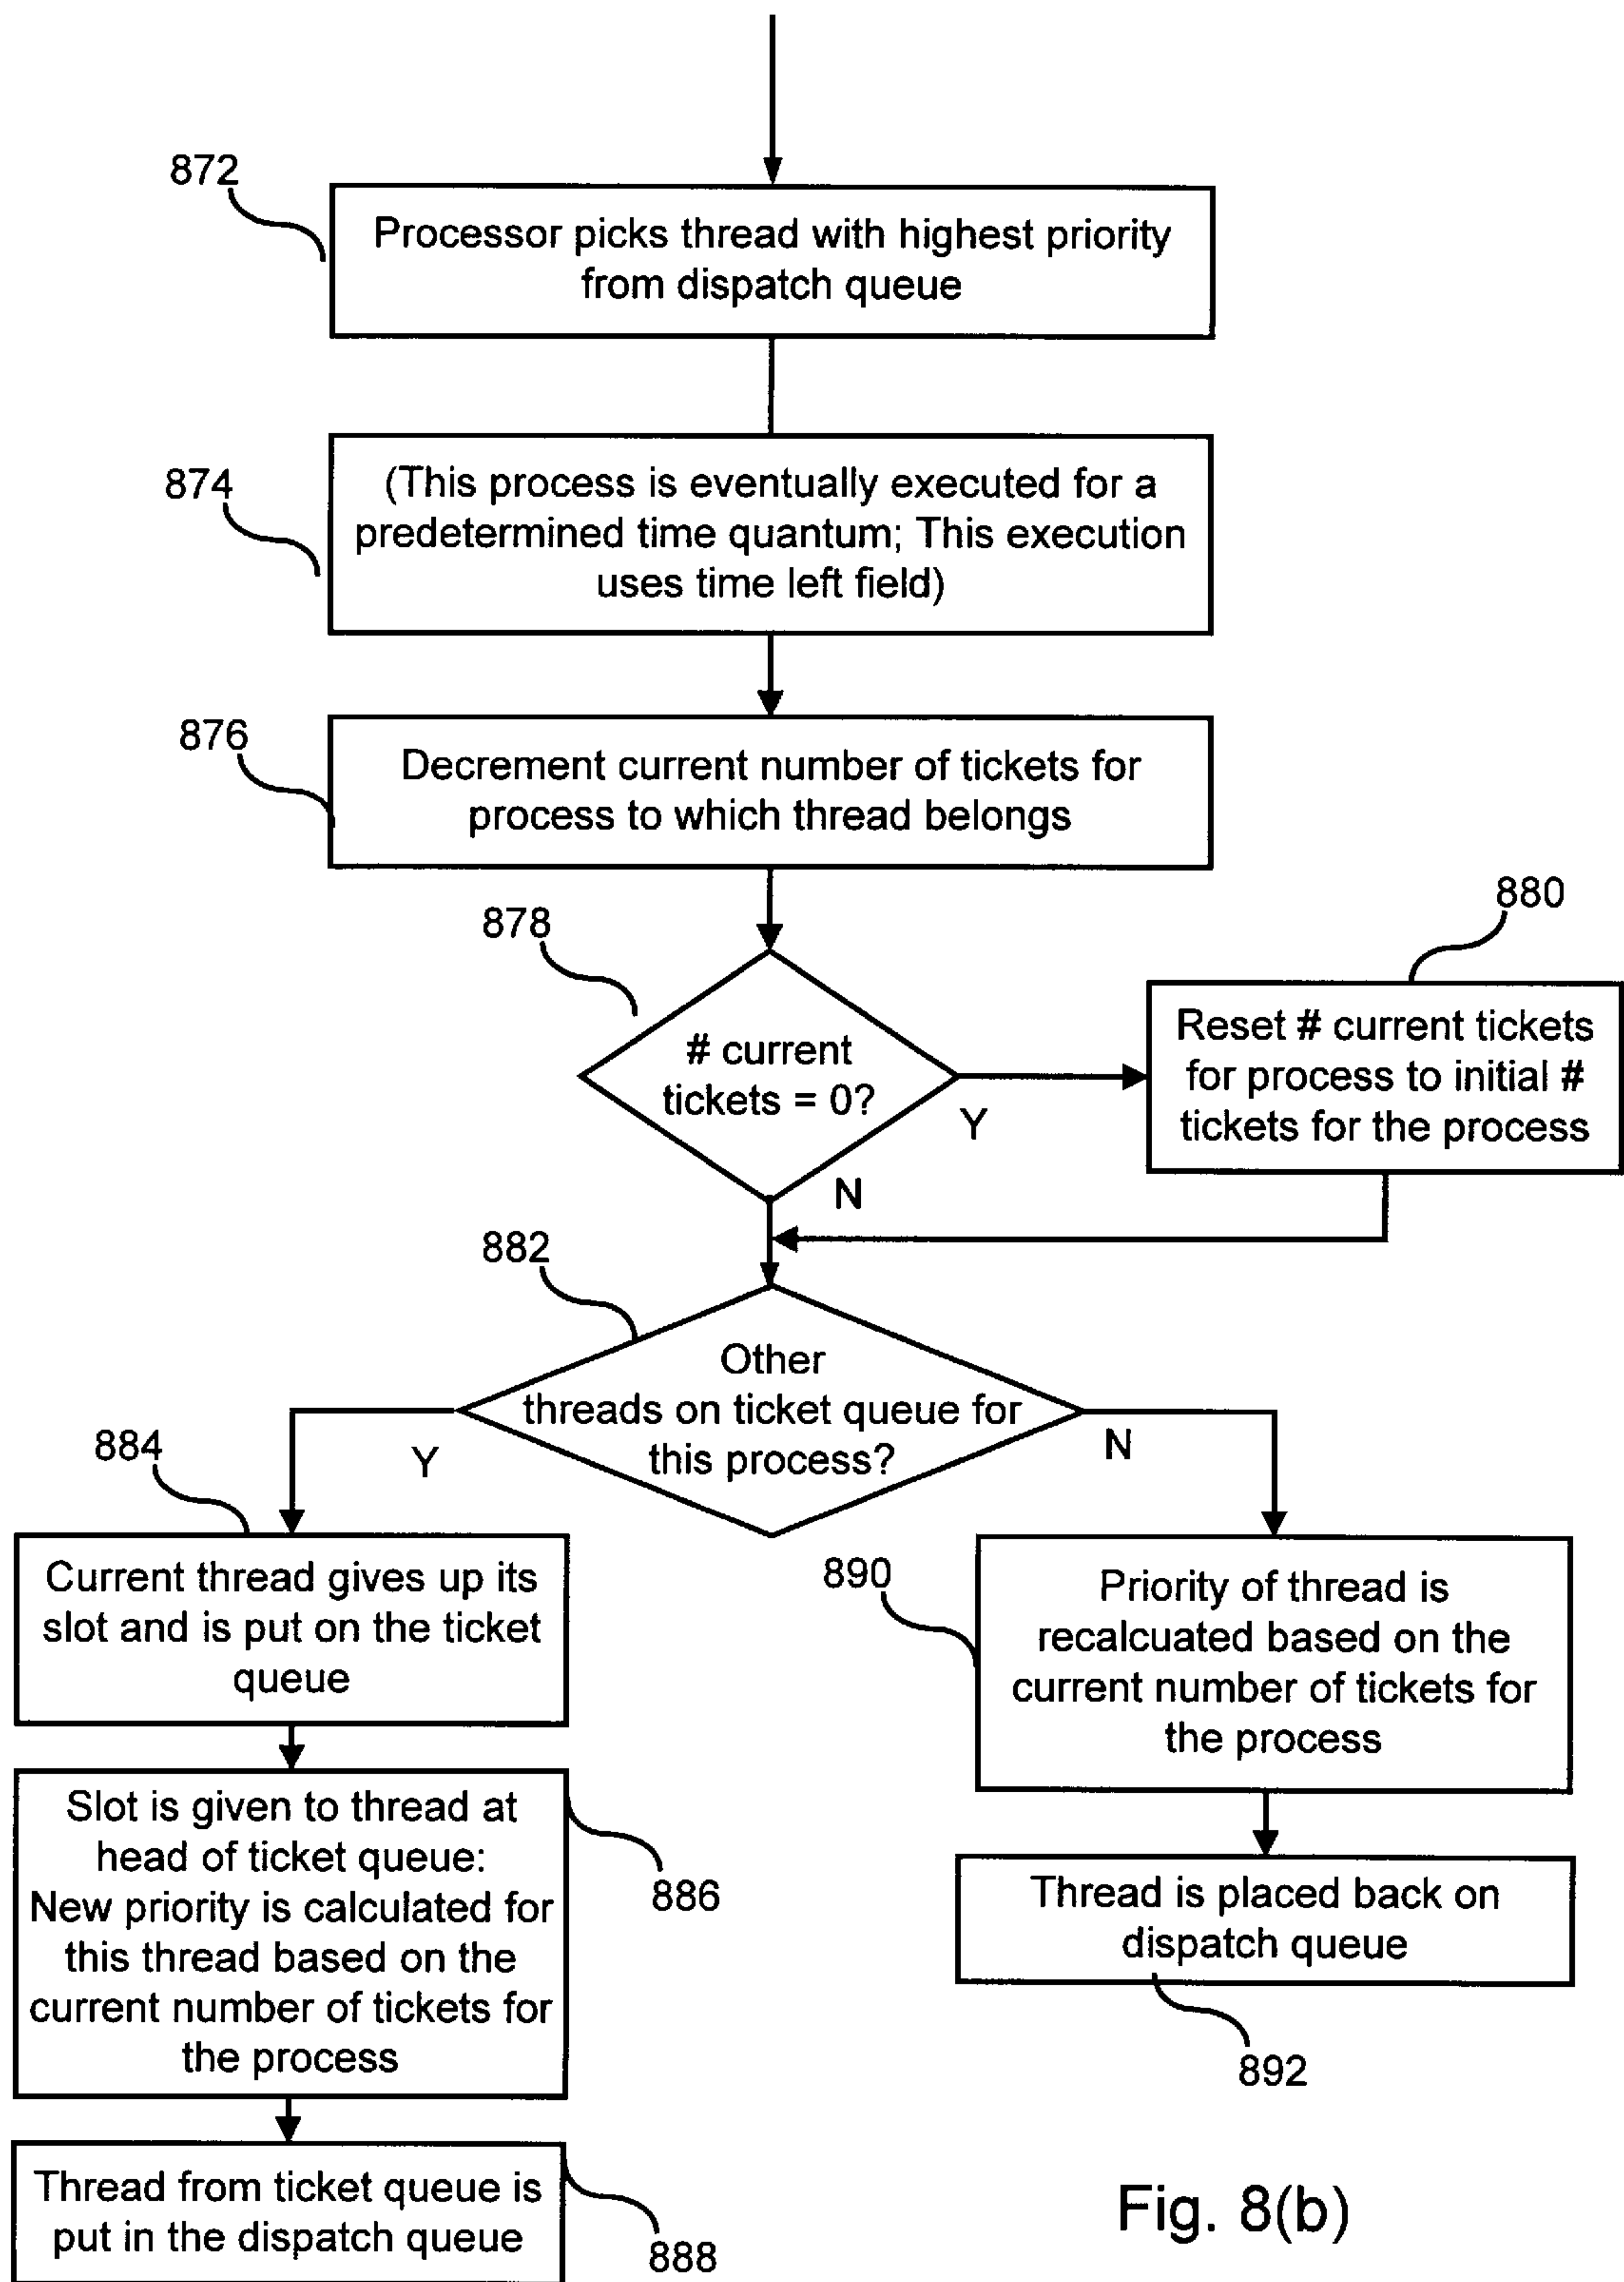 872
Processor picks thread with highest priority
from dispatch queue
874
(This process is eventually executed for a
predetermined time quantum; This execution
uses time left field)
876
Decrement current number of tickets for
process to which thread belongs
878
# current
tickets = 0?
Y
N
880
Reset # current tickets
for process to initial #
tickets for the process
882
Other
threads on ticket queue for
this process?
Y
N
884
Current thread gives up its
slot and is put on the ticket
queue
886
Slot is given to thread at
head of ticket queue:
New priority is calculated for
this thread based on the
current number of tickets for
the process
888
Thread from ticket queue is
put in the dispatch queue
890
Priority of thread is
recalcuated based on the
current number of tickets for
the process
Thread is placed back on
dispatch queue
892
Fig. 8(b)